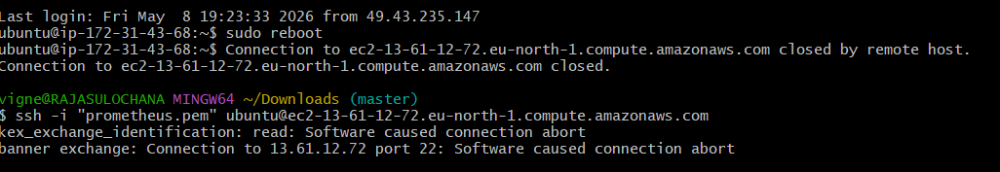 Last login: Fri May  8 19:23:33 2026 from 49.43.235.147
ubuntu@ip-172-31-43-68:~$ sudo reboot
ubuntu@ip-172-31-43-68:~$ Connection to ec2-13-61-12-72.eu-north-1.compute.amazonaws.com closed by remote host.
Connection to ec2-13-61-12-72.eu-north-1.compute.amazonaws.com closed.
vigne@RAJASULOCHANA MINGW64 ~/Downloads (master)
$ ssh -i "prometheus.pem" ubuntu@ec2-13-61-12-72.eu-north-1.compute.amazonaws.com
kex_exchange_identification: read: Software caused connection abort
banner exchange: Connection to 13.61.12.72 port 22: Software caused connection abort